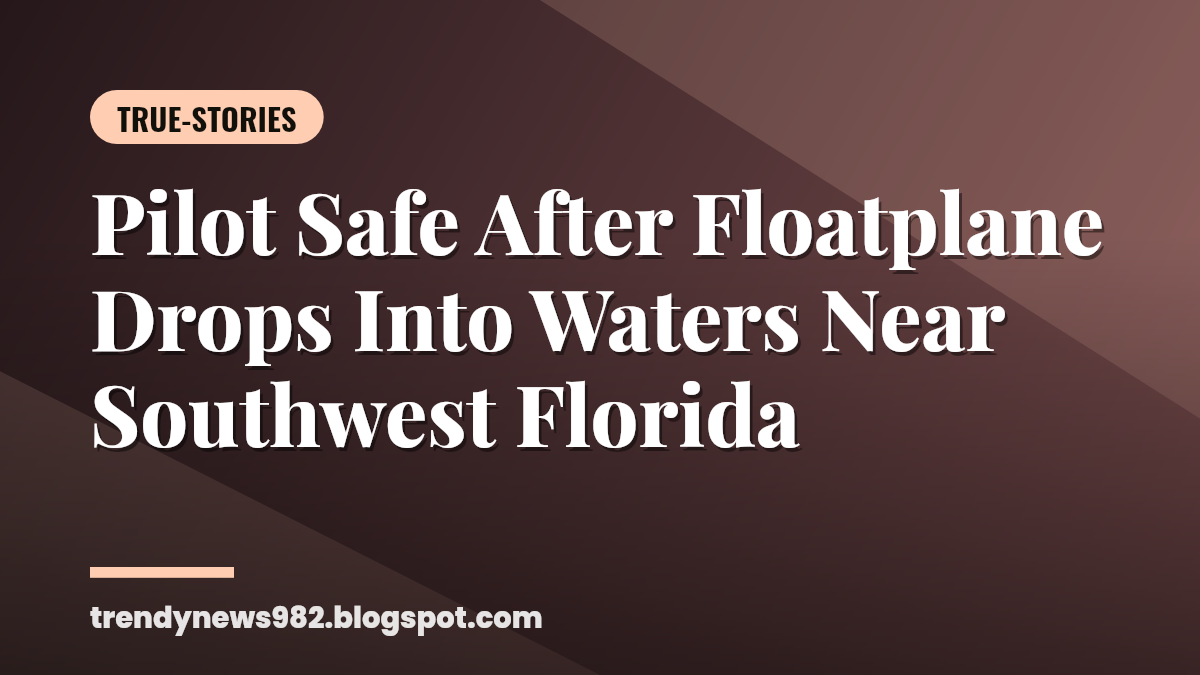 TRUE-STORIES
Pilot Safe After Floatplane
Drops Into Waters Near
Southwest Florida
trendynews982.blogspot.com